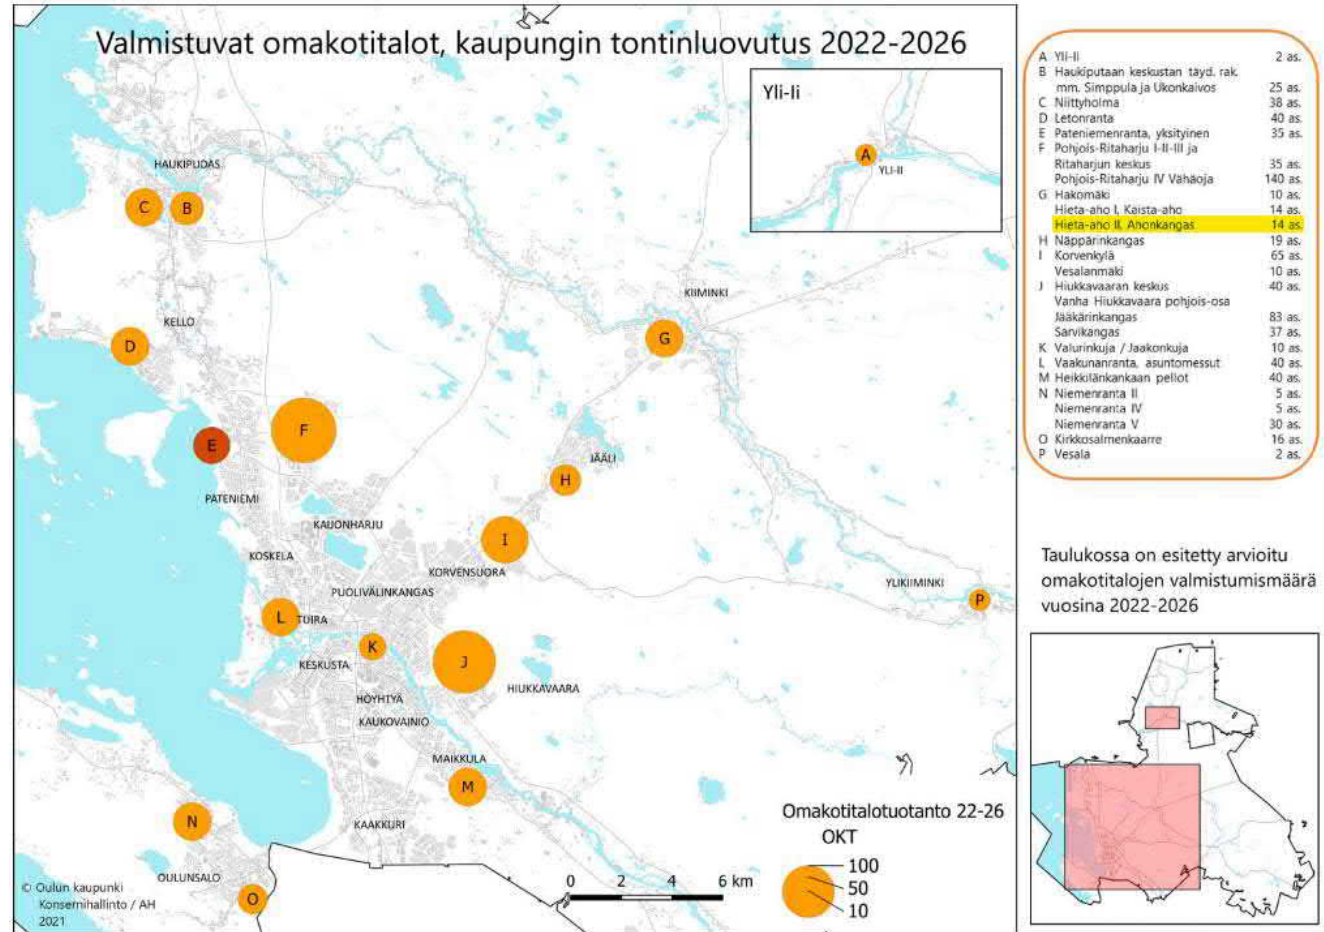 Valmistuvat omakotitalot, kaupungin tontinluovutus 2022-2026
Yli-Ii
A
YLI-II
HAUKIPUDAS
C
B
KELLO
D
KIIMINKI
G
E
F
PATENIEMI
JÄÄLI
H
KAIJONHARJU
I
KOSKELA
KORVENSUORA
PUOLIVÄLINKANGAS
YLIKIIMINKI
P
L
TUIRA
K
KESKUSTA
J
HIUKKAVAARA
HÖYHTYÄ
KAUKOVAINIO
MAIKKULA
M
N
KAAKKURI
OULUNSALO
O
© Oulun kaupunki
Konsernihallinto / AH
2021
0 2 4 6 km
Omakotitalotuotanto 22-26
OKT
100
50
10
A Yli-Ii 2 as.
B Haukiputaan keskustan täyd. rak.
mm. Simppula ja Ukonkaivos 25 as.
C Niittyholma 38 as.
D Letonranta 40 as.
E Pateniemenranta, yksityinen 35 as.
F Pohjois-Ritaharju I-II-III ja
Ritaharjun keskus 35 as.
Pohjois-Ritaharju IV Vähäoja 140 as.
G Hakomäki 10 as.
Hieta-aho I, Kaista-aho 14 as.
Hieta-aho II, Ahonkangas 14 as.
H Näppärinkangas 19 as.
I Korvenkylä 65 as.
Vesalanmäki 10 as.
J Hiukkavaaran keskus 40 as.
Vanha Hiukkavaara pohjois-osa
Jääkärinkangas 83 as.
Sarvikangas 37 as.
K Valurinkuja / Jaakonkuja 10 as.
L Vaakunanranta, asuntomessut 40 as.
M Heikkilänkankaan pellot 40 as.
N Niemenranta II 5 as.
Niemenranta IV 5 as.
Niemenranta V 30 as.
O Kirkkosalmenkaarre 16 as.
P Vesala 2 as.
Taulukossa on esitetty arvioitu
omakotitalojen valmistumismäärä
vuosina 2022-2026